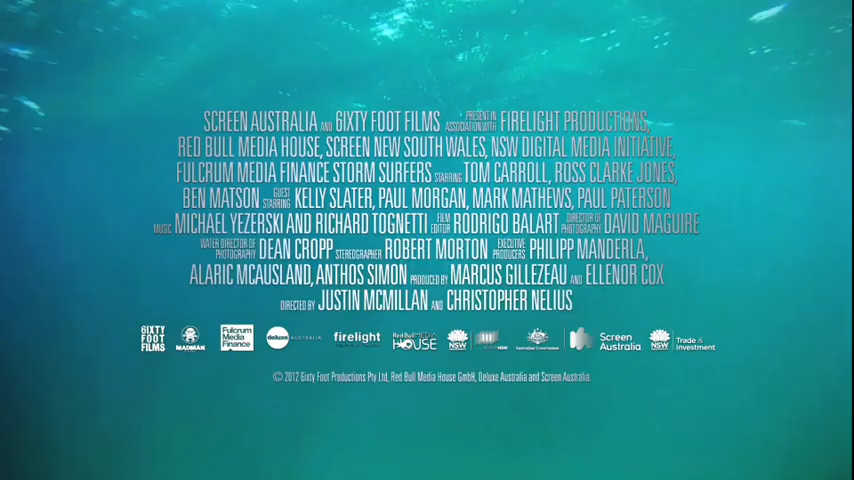 SCREEN AUSTRALIA AND 6IXTY FOOT FILMS PRESENT IN ASSOCIATION WITH FIRELIGHT PRODUCTIONS,
RED BULL MEDIA HOUSE, SCREEN NEW SOUTH WALES, NSW DIGITAL MEDIA INITIATIVE,
FULCRUM MEDIA FINANCE STORM SURFERS STARRING TOM CARROLL, ROSS CLARKE JONES,
BEN MATSON GUEST STARRING KELLY SLATER, PAUL MORGAN, MARK MATHEWS, PAUL PATERSON
MUSIC MICHAEL YEZERSKI AND RICHARD TOGNETTI FILM EDITOR RODRIGO BALART DIRECTOR OF PHOTOGRAPHY DAVID MAGUIRE
WATER DIRECTOR OF PHOTOGRAPHY DEAN CROPP STEREOGRAPHER ROBERT MORTON EXECUTIVE PRODUCERS PHILIPP MANDERLA,
ALARIC MCAUSLAND, ANTHOS SIMON PRODUCED BY MARCUS GILLEZEAU AND ELLENOR COX
DIRECTED BY JUSTIN MCMILLAN AND CHRISTOPHER NELIUS
6IXTY FOOT FILMS MADMAN Fulcrum Media Finance deluxe AUSTRALIA firelight Red Bull MEDIA HOUSE NSW NSW Australian Government Screen Australia NSW Trade & Investment
© 2012 6ixty Foot Productions Pty Ltd, Red Bull Media House GmbH, Deluxe Australia and Screen Australia.